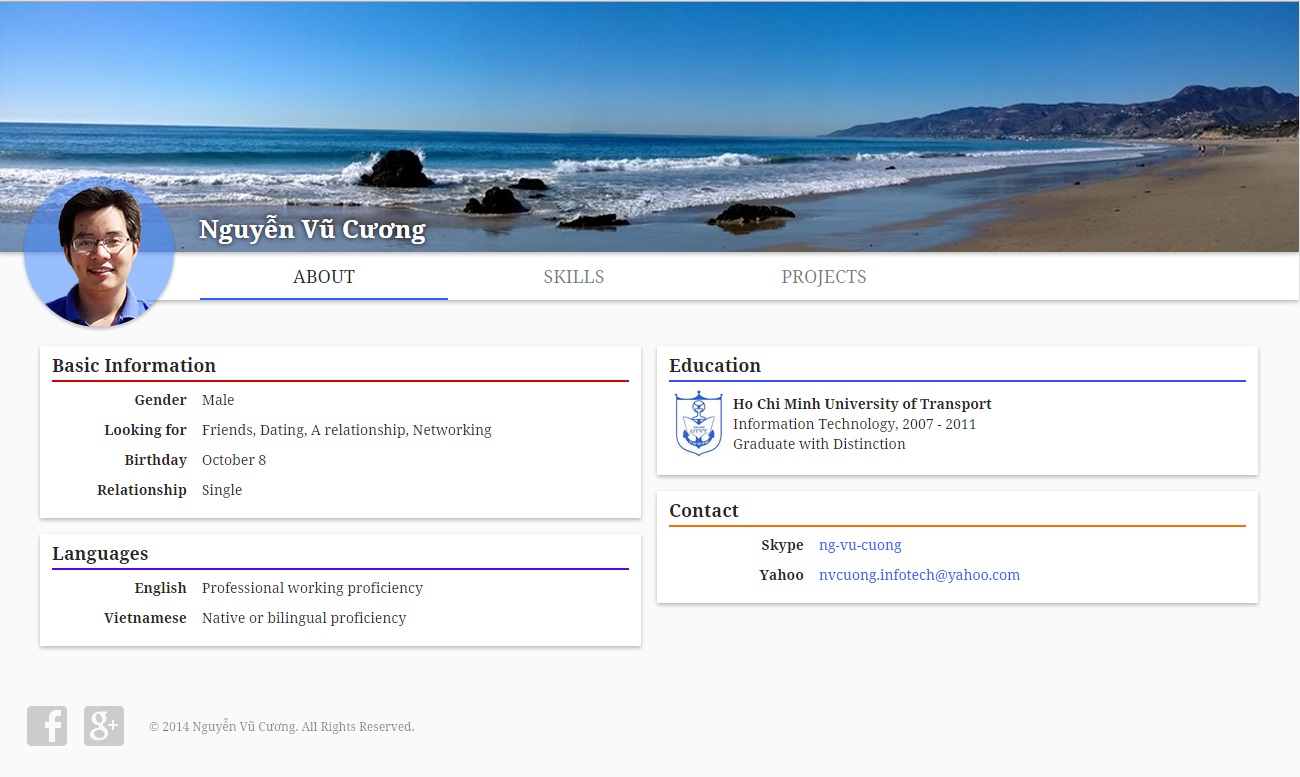 Nguyễn Vũ Cương
ABOUT
SKILLS
PROJECTS
Basic Information
Gender Male
Looking for Friends, Dating, A relationship, Networking
Birthday October 8
Relationship Single
Languages
English Professional working proficiency
Vietnamese Native or bilingual proficiency
Education
Ho Chi Minh University of Transport
Information Technology, 2007 - 2011
Graduate with Distinction
Contact
Skype ng-vu-cuong
Yahoo nvcuong.infotech@yahoo.com
© 2014 Nguyễn Vũ Cương. All Rights Reserved.